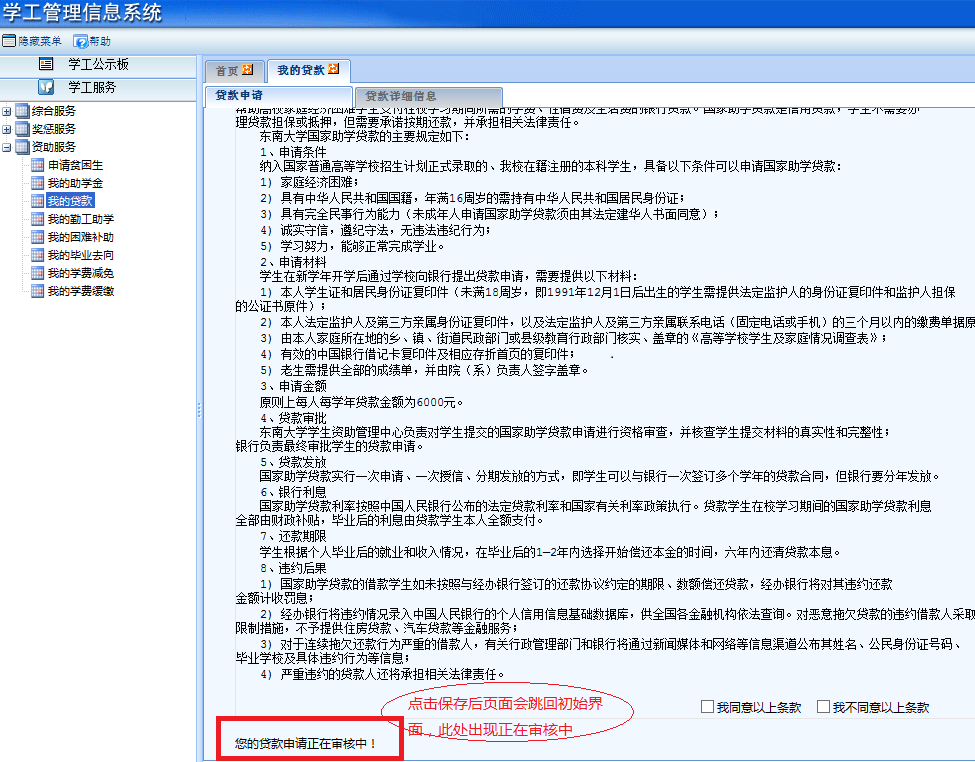 学工管理信息系统
隐藏菜单 帮助
学工公示板
学工服务
综合服务
奖惩服务
资助服务
申请贫困生
我的助学金
我的贷款
我的勤工助学
我的困难补助
我的毕业去向
我的学费减免
我的学费缓缴
首页 我的贷款
贷款申请 贷款详细信息
帮助高校家庭经济困难学生支付在校学习期间所需的学费、住宿费及生活费的银行贷款。国家助学贷款是信用贷款，学生不需要办
理贷款担保或抵押，但需要承诺按期还款，并承担相关法律责任。
东南大学国家助学贷款的主要规定如下：
1、申请条件
纳入国家普通高等学校招生计划正式录取的、我校在籍注册的本科学生，具备以下条件可以申请国家助学贷款：
1) 家庭经济困难；
2) 具有中华人民共和国国籍，年满16周岁的需持有中华人民共和国居民身份证；
3) 具有完全民事行为能力（未成年人申请国家助学贷款须由其法定建华人书面同意）；
4) 诚实守信，遵纪守法，无违法违纪行为；
5) 学习努力，能够正常完成学业。
2、申请材料
学生在新学年开学后通过学校向银行提出贷款申请，需要提供以下材料：
1) 本人学生证和居民身份证复印件（未满18周岁，即1991年12月1日后出生的学生需提供法定监护人的身份证复印件和监护人担保
的公证书原件）；
2) 本人法定监护人及第三方亲属身份证复印件，以及法定监护人及第三方亲属联系电话（固定电话或手机）的三个月以内的缴费单据原
3) 由本人家庭所在地的乡、镇、街道民政部门或县级教育行政部门核实、盖章的《高等学校学生及家庭情况调查表》；
4) 有效的中国银行借记卡复印件及相应存折首页的复印件；
5) 老生需提供全部的成绩单，并由院（系）负责人签字盖章。
3、申请金额
原则上每人每学年贷款金额为6000元。
4、贷款审批
东南大学学生资助管理中心负责对学生提交的国家助学贷款申请进行资格审查，并核查学生提交材料的真实性和完整性；
银行负责最终审批学生的贷款申请。
5、贷款发放
国家助学贷款实行一次申请、一次授信、分期发放的方式，即学生可以与银行一次签订多个学年的贷款合同，但银行要分年发放。
6、银行利息
国家助学贷款利率按照中国人民银行公布的法定贷款利率和国家有关利率政策执行。贷款学生在校学习期间的国家助学贷款利息
全部由财政补贴，毕业后的利息由贷款学生本人全额支付。
7、还款期限
学生根据个人毕业后的就业和收入情况，在毕业后的1—2年内选择开始偿还本金的时间，六年内还清贷款本息。
8、违约后果
1) 国家助学贷款的借款学生如未按照与经办银行签订的还款协议约定的期限、数额偿还贷款，经办银行将对其违约还款
金额计收罚息；
2) 经办银行将违约情况录入中国人民银行的个人信用信息基础数据库，供全国各金融机构依法查询。对恶意拖欠贷款的违约借款人采取
限制措施，不予提供住房贷款、汽车贷款等金融服务；
3) 对于连续拖欠还款行为严重的借款人，有关行政管理部门和银行将通过新闻媒体和网络等信息渠道公布其姓名、公民身份证号码、
毕业学校及具体违约行为等信息；
4) 严重违约的贷款人还将承担相关法律责任。
点击保存后页面会跳回初始界
面，此处出现正在审核中
我同意以上条款 我不同意以上条款
您的贷款申请正在审核中！